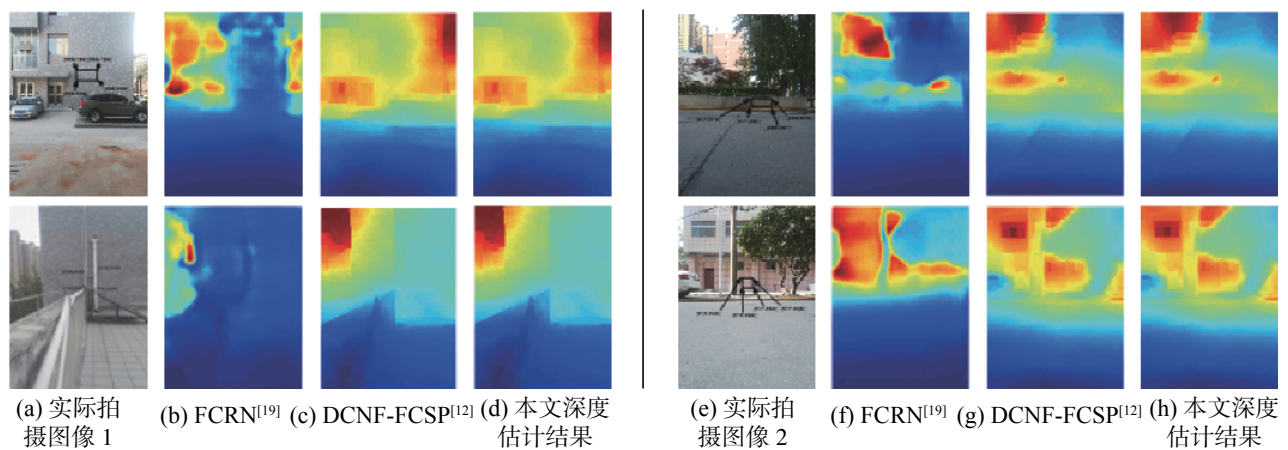 (a) 实际拍
摄图像 1
(b) FCRN[19]
(c) DCNF-FCSP[12]
(d) 本文深度
估计结果
(e) 实际拍
摄图像 2
(f) FCRN[19]
(g) DCNF-FCSP[12]
(h) 本文深度
估计结果